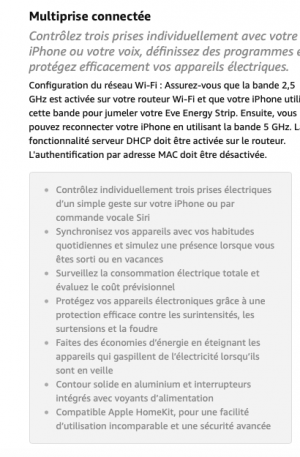 Multiprise connectée
Contrôlez trois prises individuellement avec votre
iPhone ou votre voix, définissez des programmes e
protégez efficacement vos appareils électriques.
Configuration du réseau Wi-Fi : Assurez-vous que la bande 2,5
GHz est activée sur votre routeur Wi-Fi et que votre iPhone utili
cette bande pour jumeler votre Eve Energy Strip. Ensuite, vous
pouvez reconnecter votre iPhone en utilisant la bande 5 GHz. L
fonctionnalité serveur DHCP doit être activée sur le routeur.
L'authentification par adresse MAC doit être désactivée.
• Contrôlez individuellement trois prises électriques
d'un simple geste sur votre iPhone ou par
commande vocale Siri
• Synchronisez vos appareils avec vos habitudes
quotidiennes et simulez une présence lorsque vous
êtes sorti ou en vacances
• Surveillez la consommation électrique totale et
évaluez le coût prévisionnel
• Protégez vos appareils électroniques grâce à une
protection efficace contre les surintensités, les
surtensions et la foudre
• Faites des économies d'énergie en éteignant les
appareils qui gaspillent de l'électricité lorsqu'ils
sont en veille
• Contour solide en aluminium et interrupteurs
intégrés avec voyants d'alimentation
• Compatible Apple HomeKit, pour une facilité
d'utilisation incomparable et une sécurité avancée